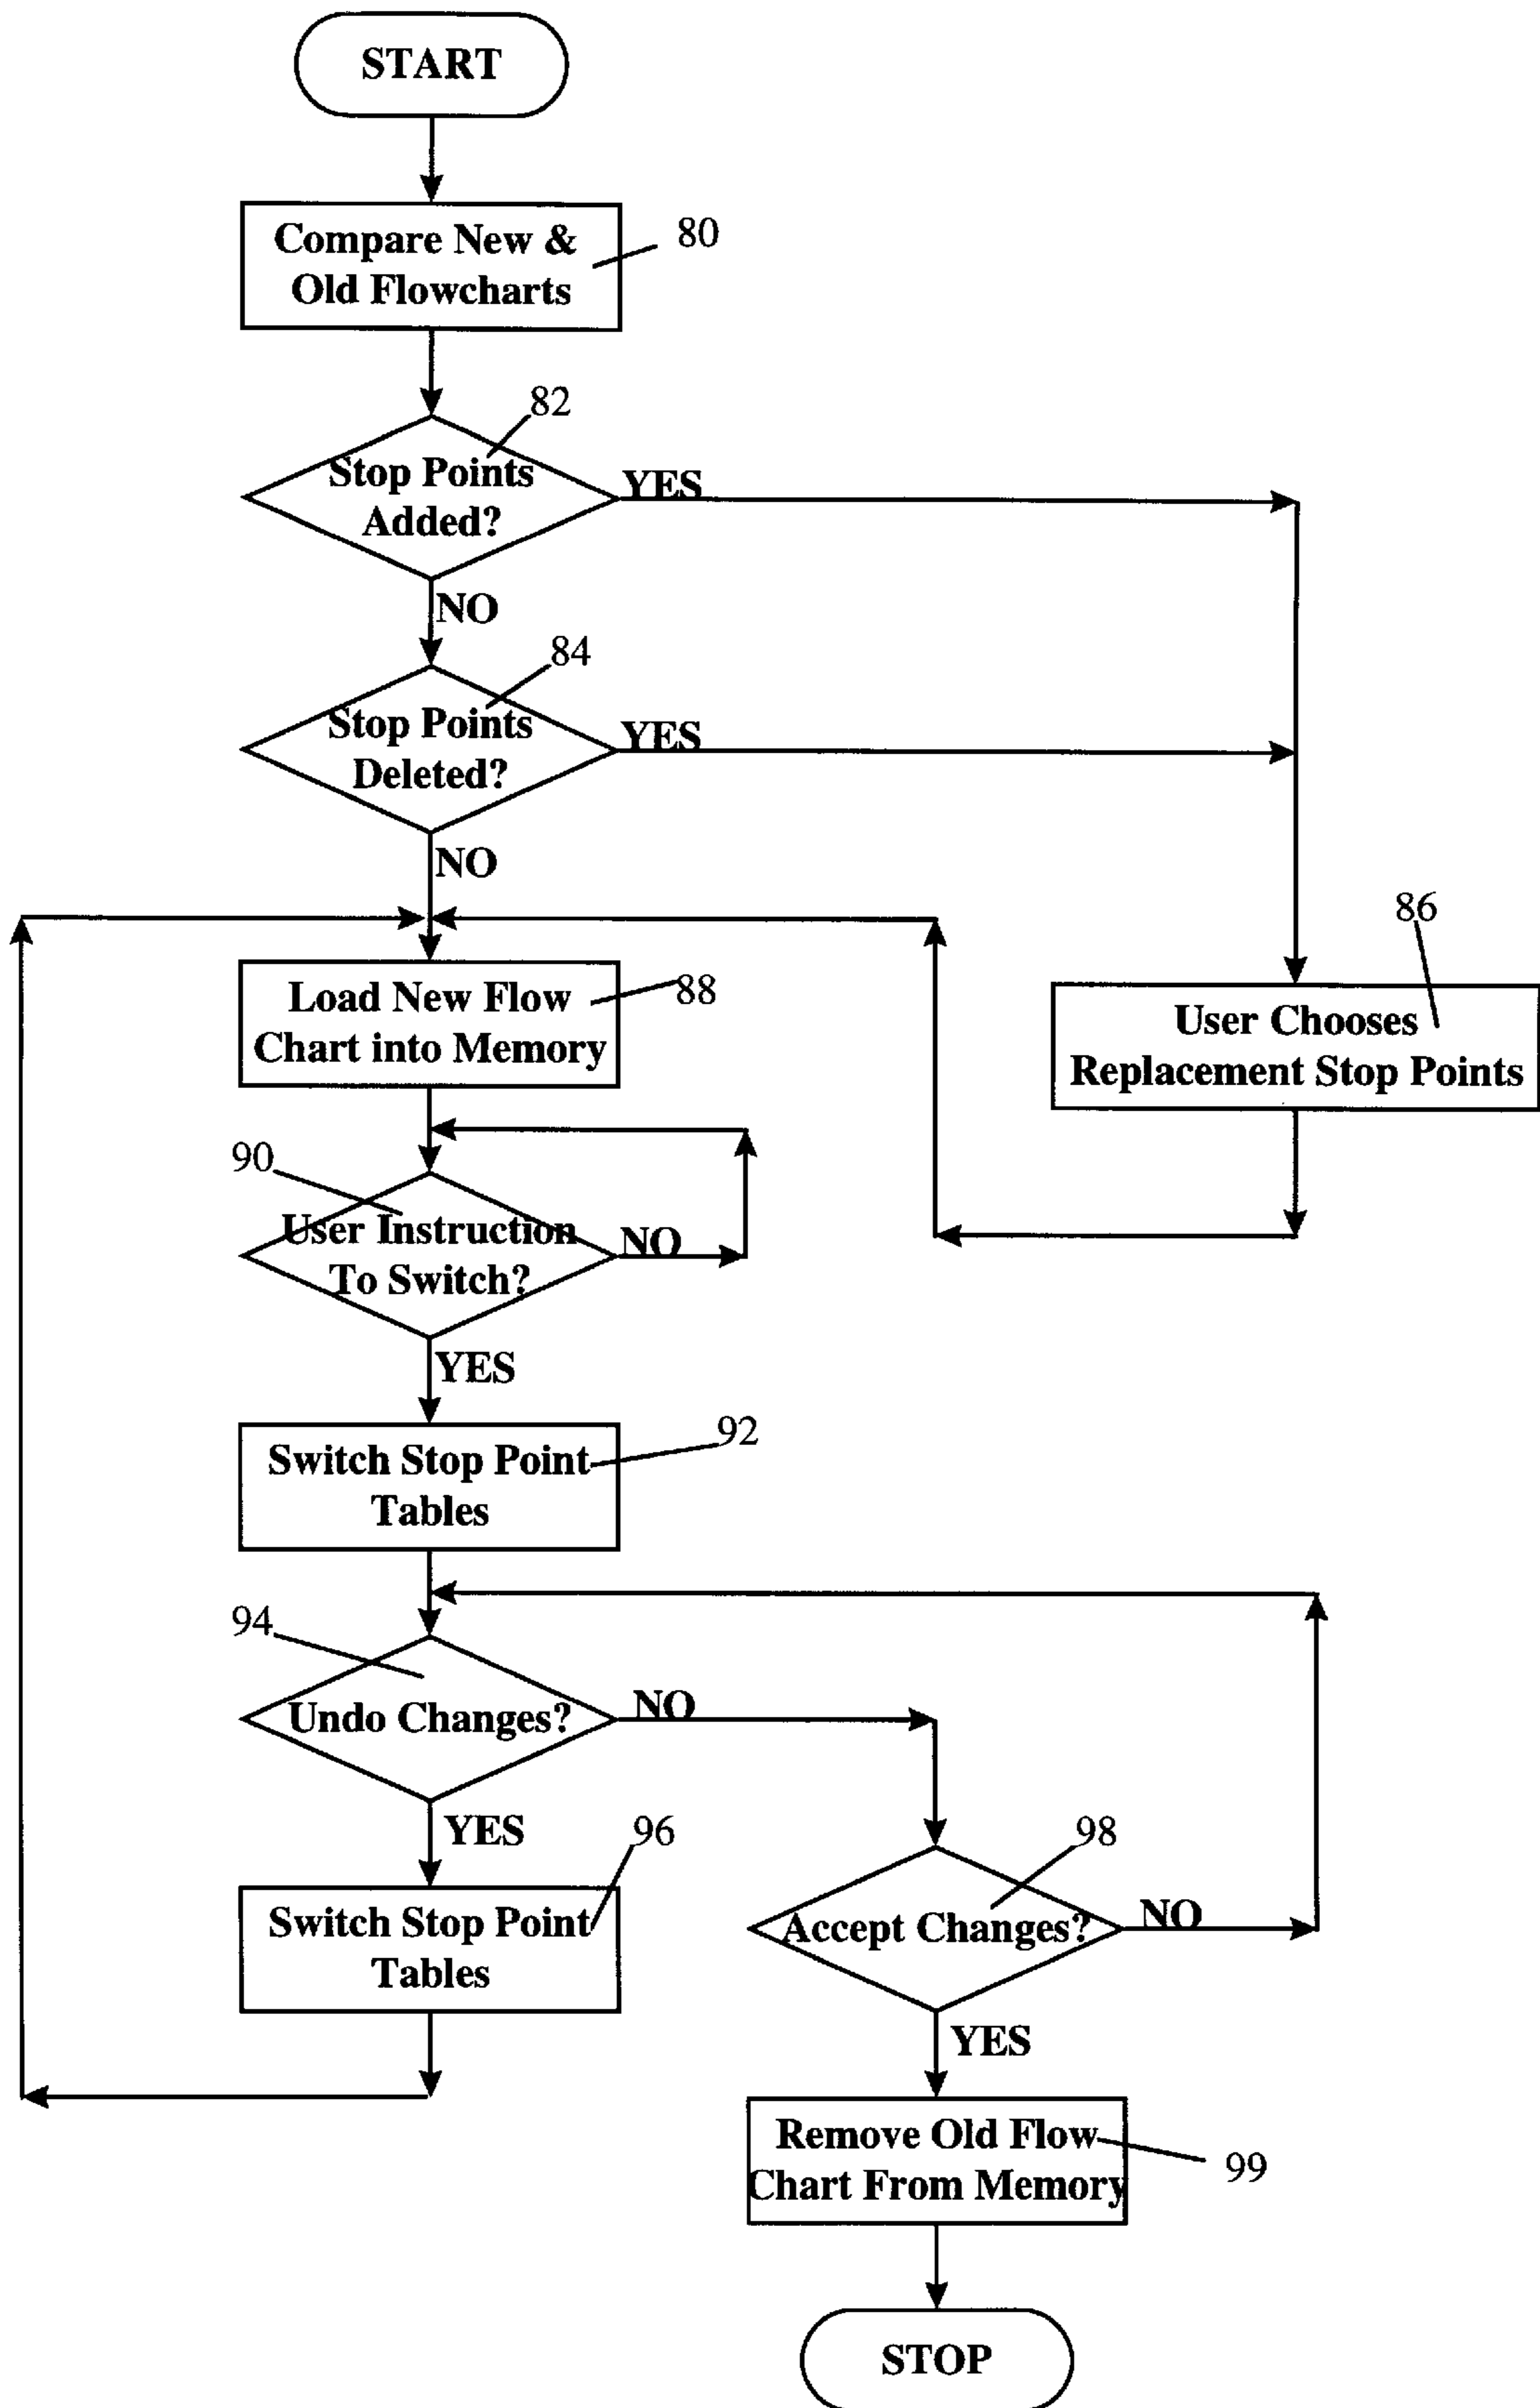 START
Compare New &
Old Flowcharts
80
82
Stop Points
Added?
YES
NO
84
Stop Points
Deleted?
YES
NO
86
User Chooses
Replacement Stop Points
Load New Flow
Chart into Memory
88
90
User Instruction
To Switch?
NO
YES
92
Switch Stop Point
Tables
94
Undo Changes?
NO
YES
96
Switch Stop Point
Tables
98
Accept Changes?
NO
YES
Remove Old Flow
Chart From Memory
99
STOP